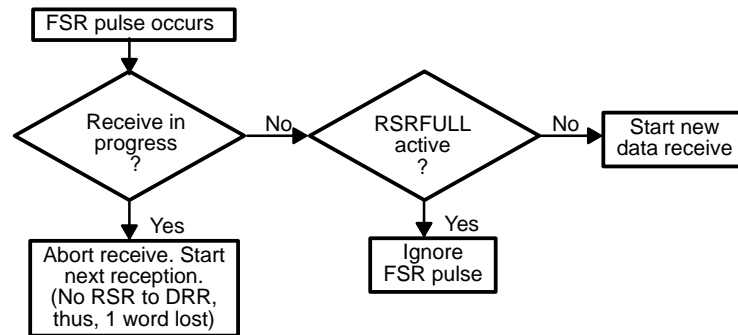 FSR pulse occurs
Receive in
progress
?
No
RSRFULL
active
?
No
Start new
data receive
Yes
Abort receive. Start
next reception.
(No RSR to DRR,
thus, 1 word lost)
Yes
Ignore
FSR pulse